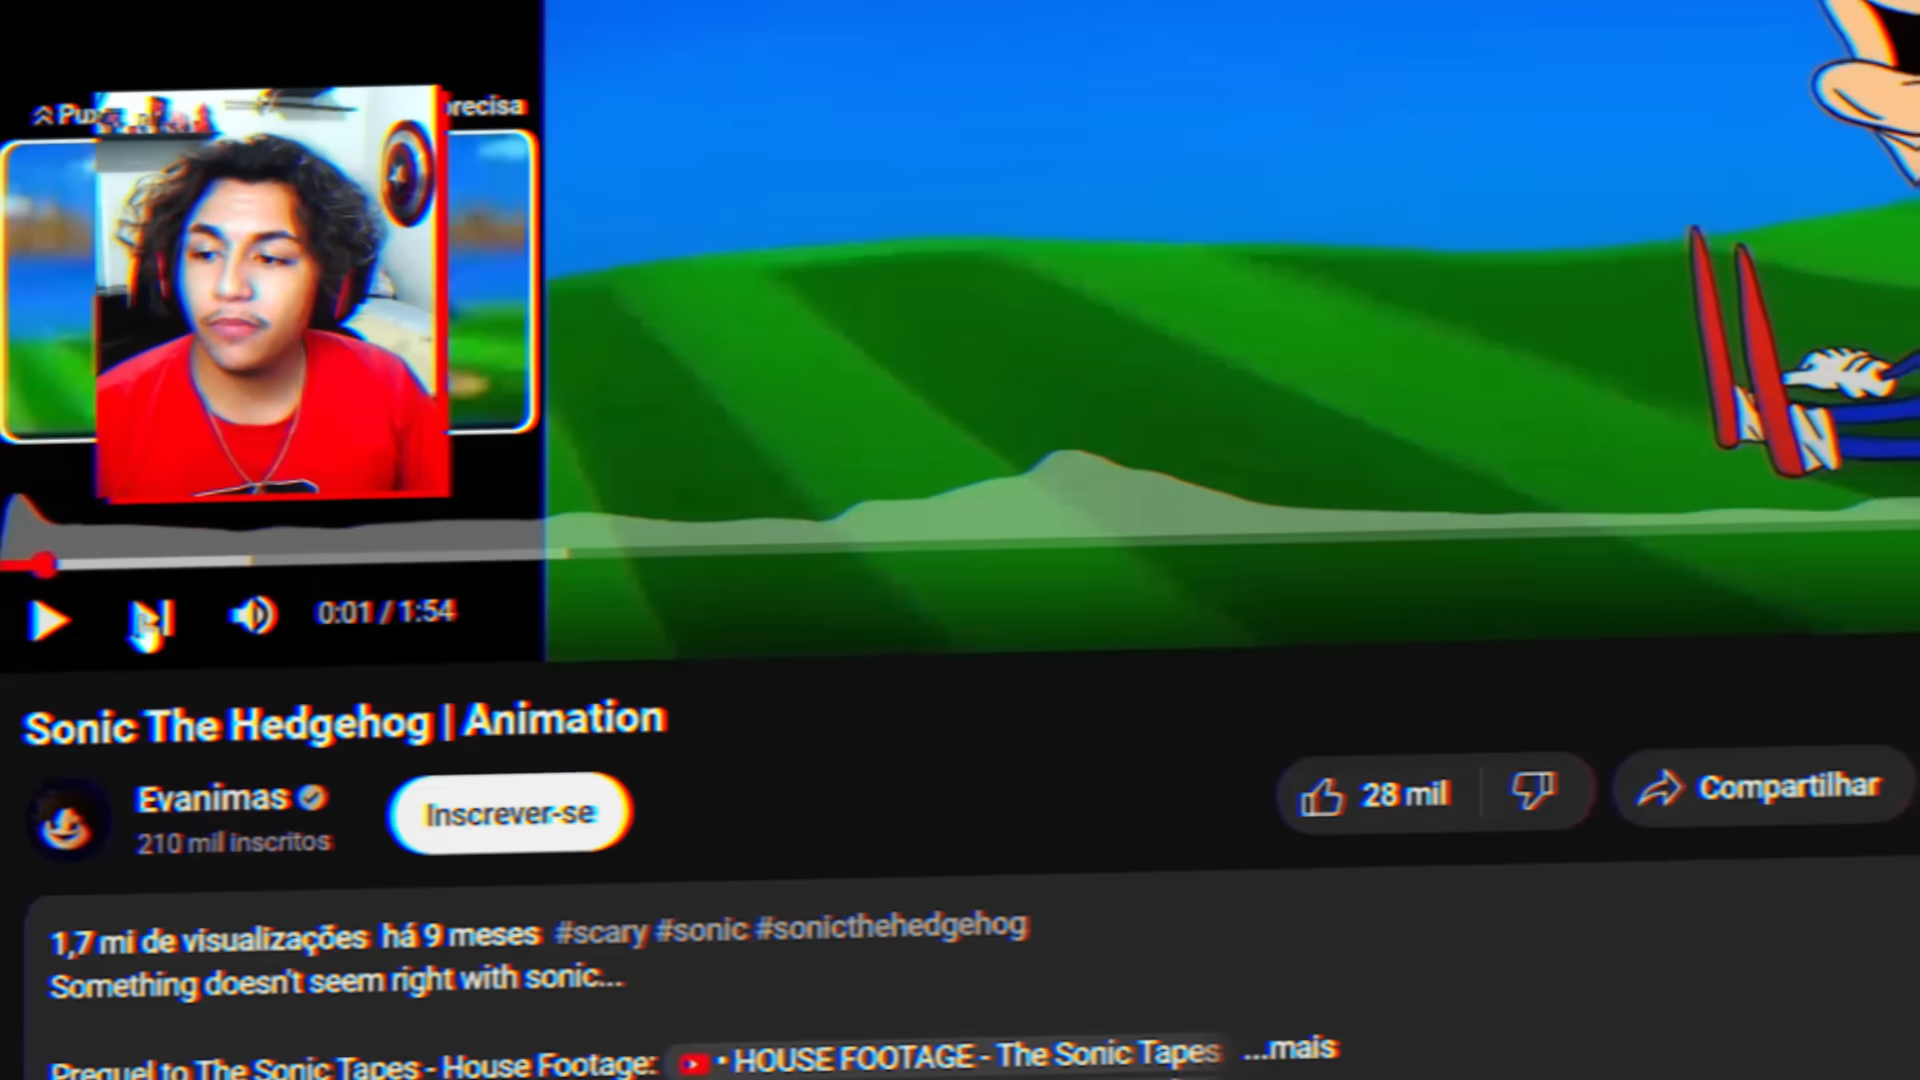 precisa
0:01 / 1:54
Sonic The Hedgehog | Animation
Evanimas
210 mil inscritos
Inscrever-se
28 mil
Compartilhar
1,7 mi de visualizações há 9 meses #scary #sonic #sonicthehedgehog
Something doesn't seem right with sonic...
Prequel to The Sonic Tapes - House Footage: • HOUSE FOOTAGE - The Sonic Tapes ...mais